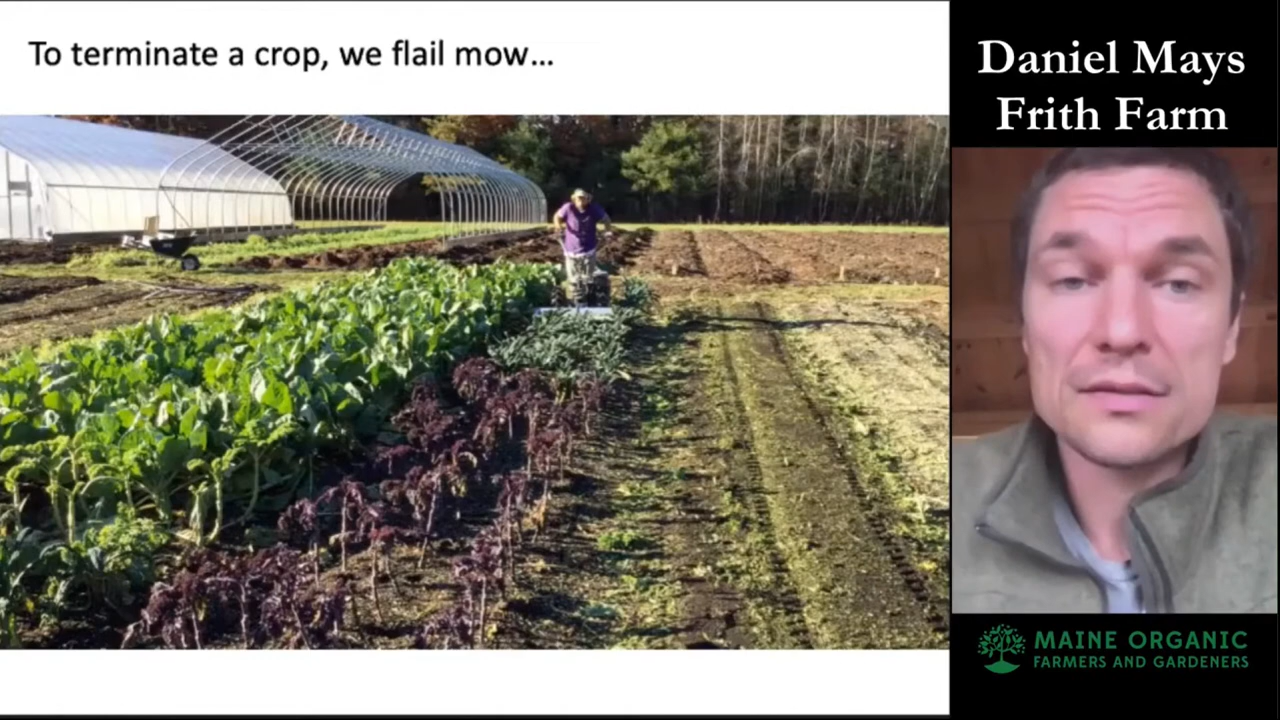 To terminate a crop, we flail mow...
Daniel Mays
Frith Farm
MAINE ORGANIC
FARMERS AND GARDENERS